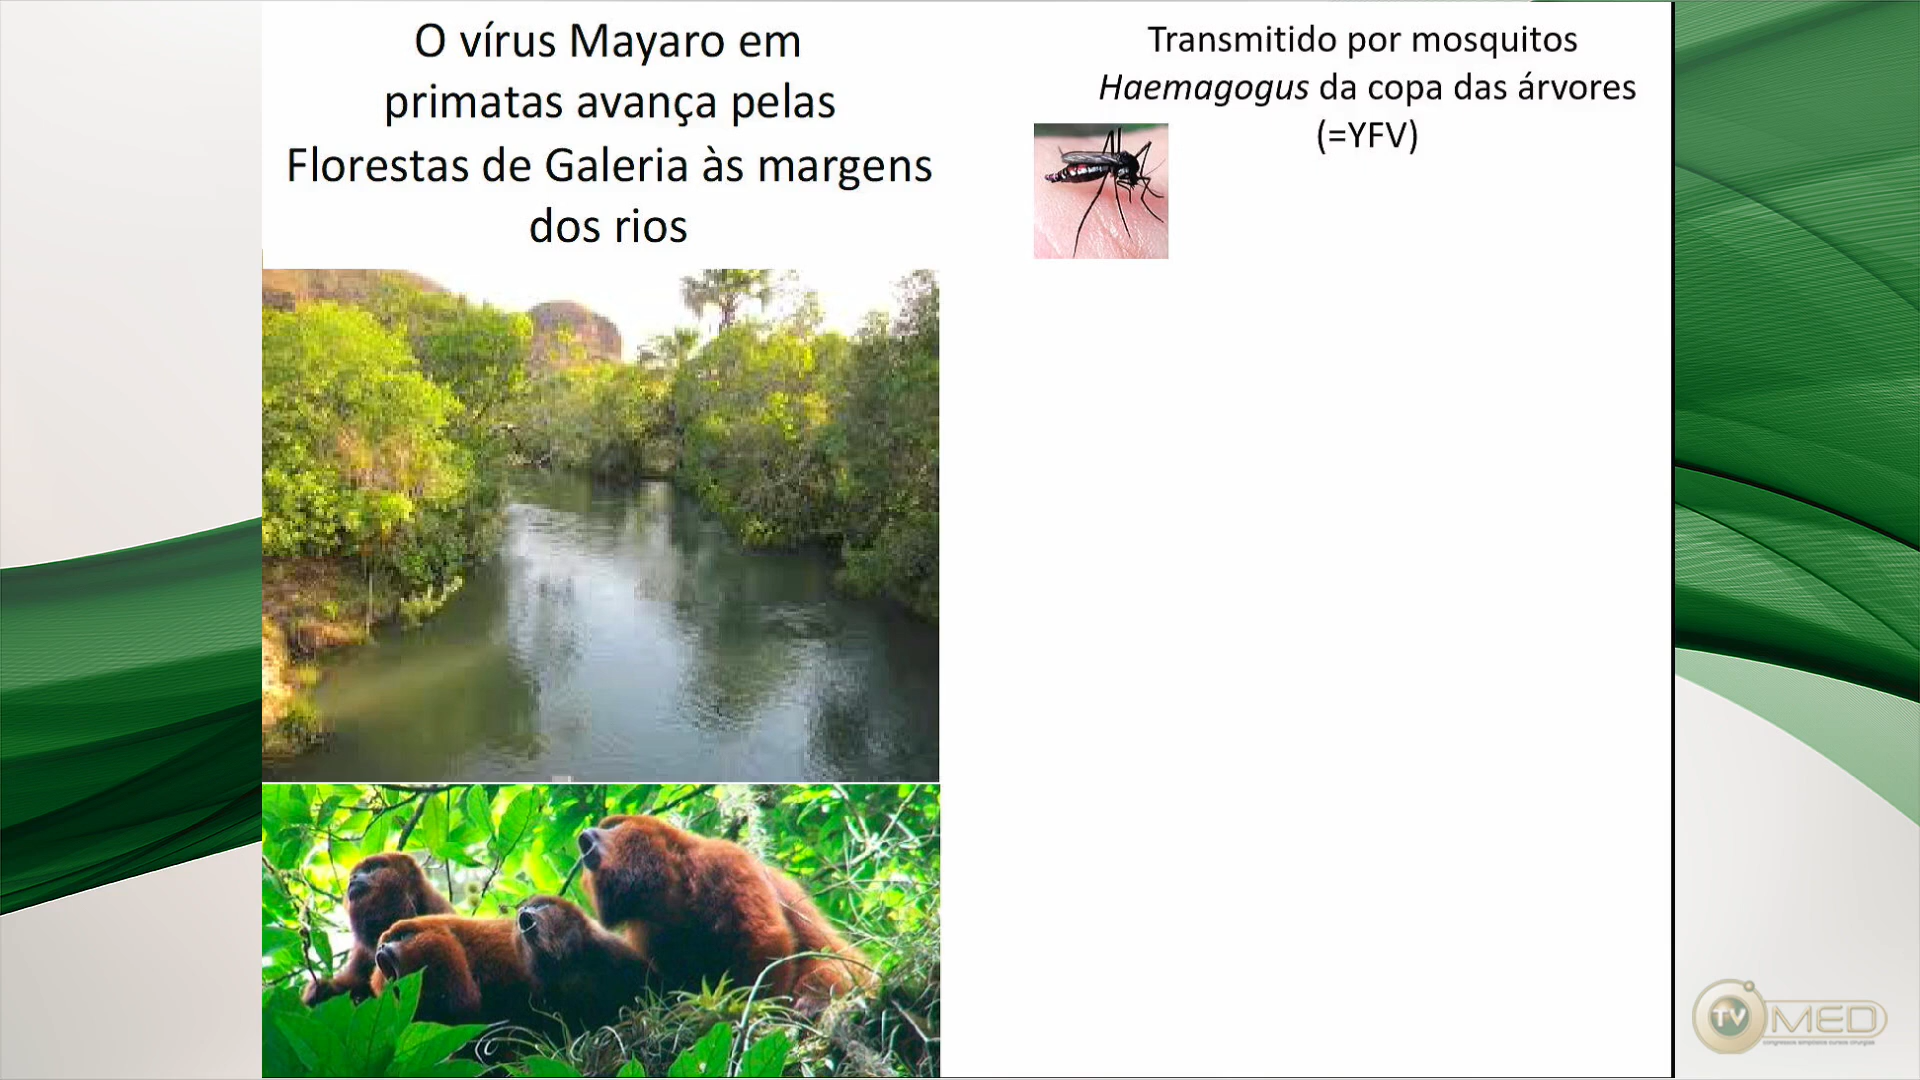 O vírus Mayaro em
primatas avança pelas
Florestas de Galeria às margens
dos rios
Transmitido por mosquitos
Haemagogus da copa das árvores
(=YFV)
TV MED